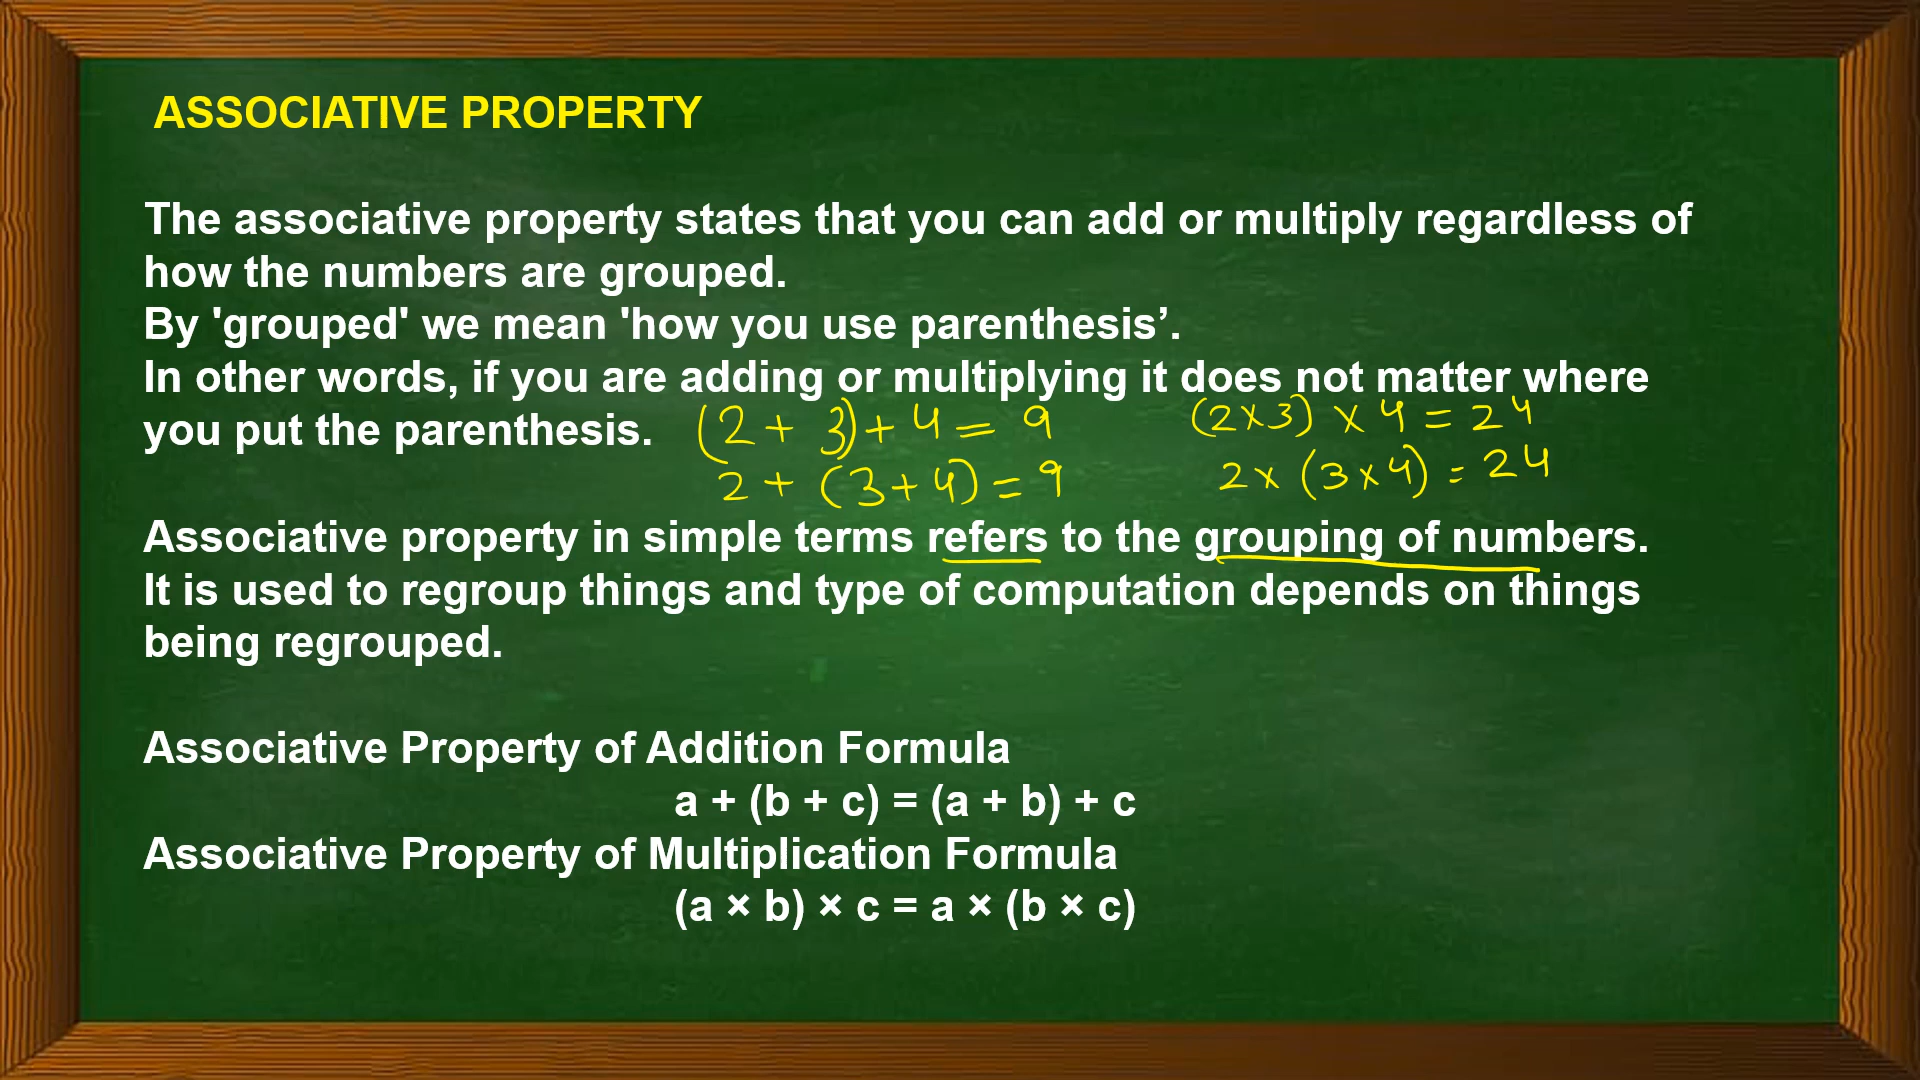 ASSOCIATIVE PROPERTY
The associative property states that you can add or multiply regardless of
how the numbers are grouped.
By 'grouped' we mean 'how you use parenthesis’.
In other words, if you are adding or multiplying it does not matter where
you put the parenthesis.
(2 + 3) + 4 = 9
2 + (3 + 4) = 9
(2 × 3) × 4 = 24
2 × (3 × 4) = 24
Associative property in simple terms refers to the grouping of numbers.
It is used to regroup things and type of computation depends on things
being regrouped.
Associative Property of Addition Formula
a + (b + c) = (a + b) + c
Associative Property of Multiplication Formula
(a × b) × c = a × (b × c)